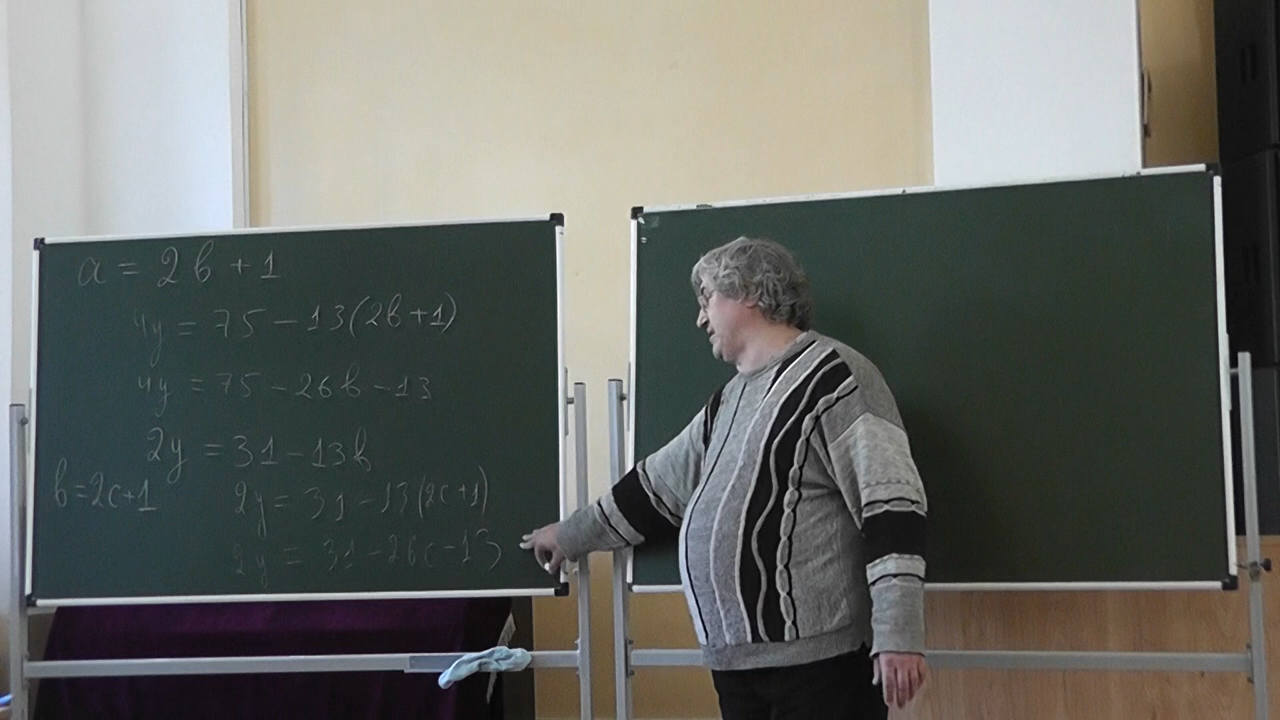 a = 2b + 1
4y = 75 - 13(2b + 1)
4y = 75 - 26b - 13
2y = 31 - 13b
b = 2c + 1
2y = 31 - 13(2c + 1)
2y = 31 - 26c - 13